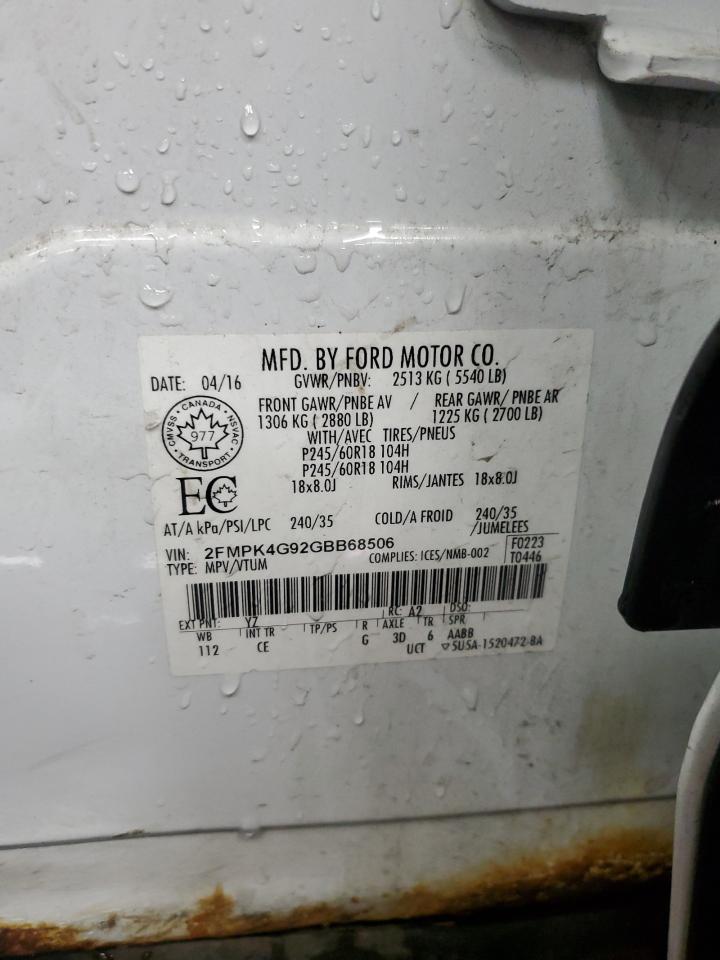 MFD. BY FORD MOTOR CO.
DATE: 04/16
GVWR/PNBV: 2513 KG ( 5540 LB)
FRONT GAWR/PNBE AV / REAR GAWR/ PNBE AR
1306 KG ( 2880 LB) 1225 KG ( 2700 LB)
WITH/AVEC TIRES/PNEUS
P245/60R18 104H
P245/60R18 104H
18x8.0J RIMS/JANTES 18x8.0J
CANADA
CMVSS NSVAC
977
TRANSPORT
EC
AT/A kPa/PSI/LPC 240/35 COLD/A FROID 240/35
/JUMELEES
VIN: 2FMPK4G92GBB68506
TYPE: MPV/VTUM COMPLIES: ICES/NMB-002
F0223
T0446
EXT PNT: YZ RC: A2 DSO:
WB INT TR TP/PS R AXLE TR SPR
112 CE G 3D 6 AABB
UCT ▽5U5A-1520472-BA